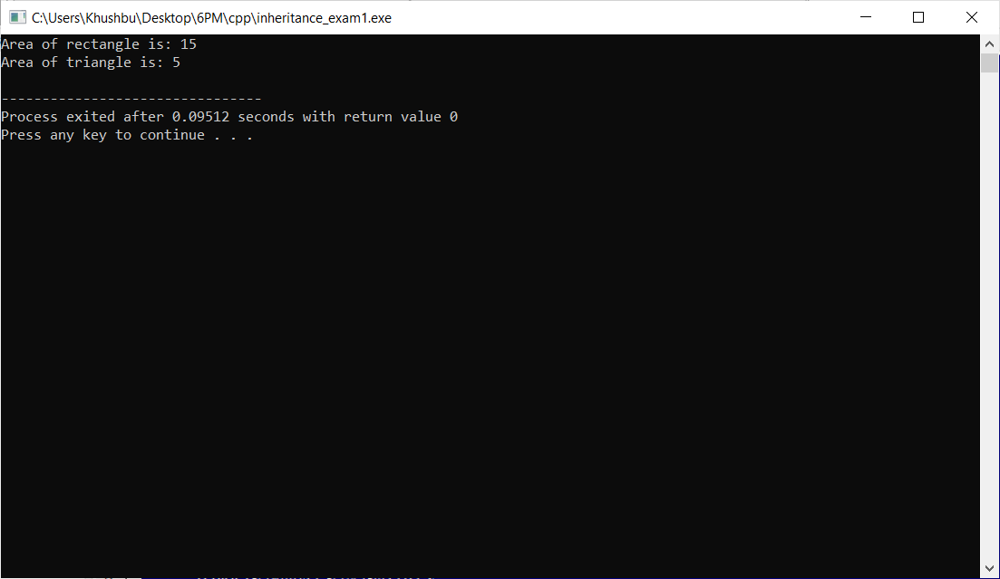 C:\Users\Khushbu\Desktop\6PM\cpp\inheritance_exam1.exe
Area of rectangle is: 15
Area of triangle is: 5
--------------------------------
Process exited after 0.09512 seconds with return value 0
Press any key to continue . . .